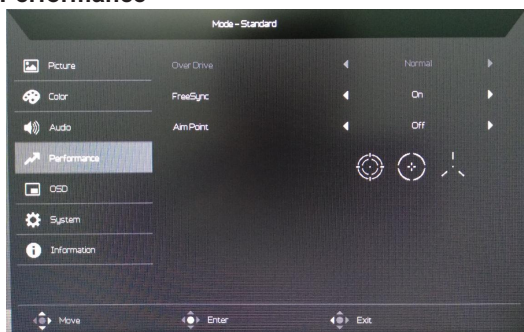 Performance
Mode - Standard
Picture
Over Drive
Normal
Color
FreeSync
On
Audio
Aim Point
Off
Performance
OSD
System
Information
Move
Enter
Exit